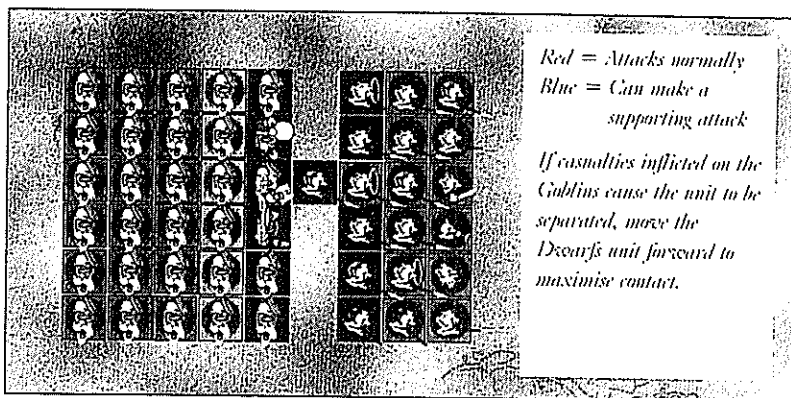 Red = Attacks normally
Blue = Can make a
supporting attack
If casualties inflicted on the
Goblins cause the unit to be
separated, move the
Dwarfs unit forward to
maximise contact.